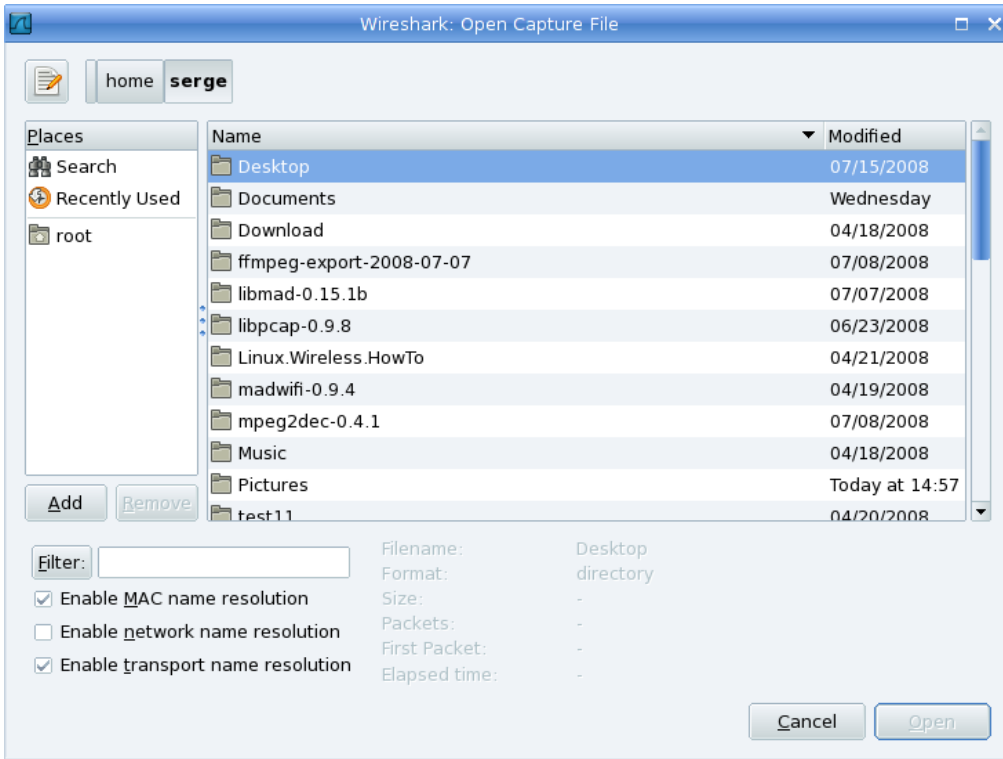 Wireshark: Open Capture File
home serge
Places
Search
Recently Used
root
Name Modified
Desktop 07/15/2008
Documents Wednesday
Download 04/18/2008
ffmpeg-export-2008-07-07 07/08/2008
libmad-0.15.1b 07/07/2008
libpcap-0.9.8 06/23/2008
Linux.Wireless.HowTo 04/21/2008
madwifi-0.9.4 04/19/2008
mpeg2dec-0.4.1 07/08/2008
Music 04/18/2008
Pictures Today at 14:57
test11 04/20/2008
Add Remove
Filter:
Enable MAC name resolution
Enable network name resolution
Enable transport name resolution
Filename: Desktop
Format: directory
Size: -
Packets: -
First Packet: -
Elapsed time: -
Cancel Open